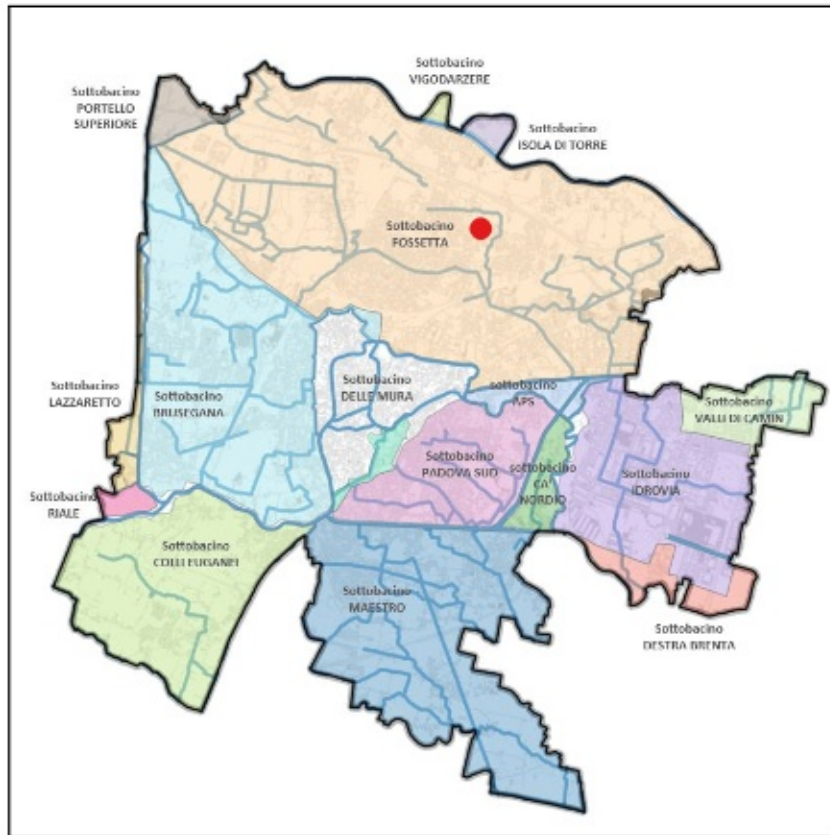 Sottobacino
VIGODARZERE
Sottobacino
PORTELLO
SUPERIORE
Sottobacino
ISOLA DI TORRE
Sottobacino
FOSSETTA
Sottobacino
LAZZARETTO
Sottobacino
BRUSEGANA
Sottobacino
DELLE MURA
sottobacino
APS
Sottobacino
VALLI DI CAMIN
Sottobacino
PADOVA SUD
sottobacino
CA'
NORDIO
Sottobacino
IDROVIA
Sottobacino
RIALE
Sottobacino
COLLI EUGANEI
Sottobacino
MAESTRO
Sottobacino
DESTRA BRENTA